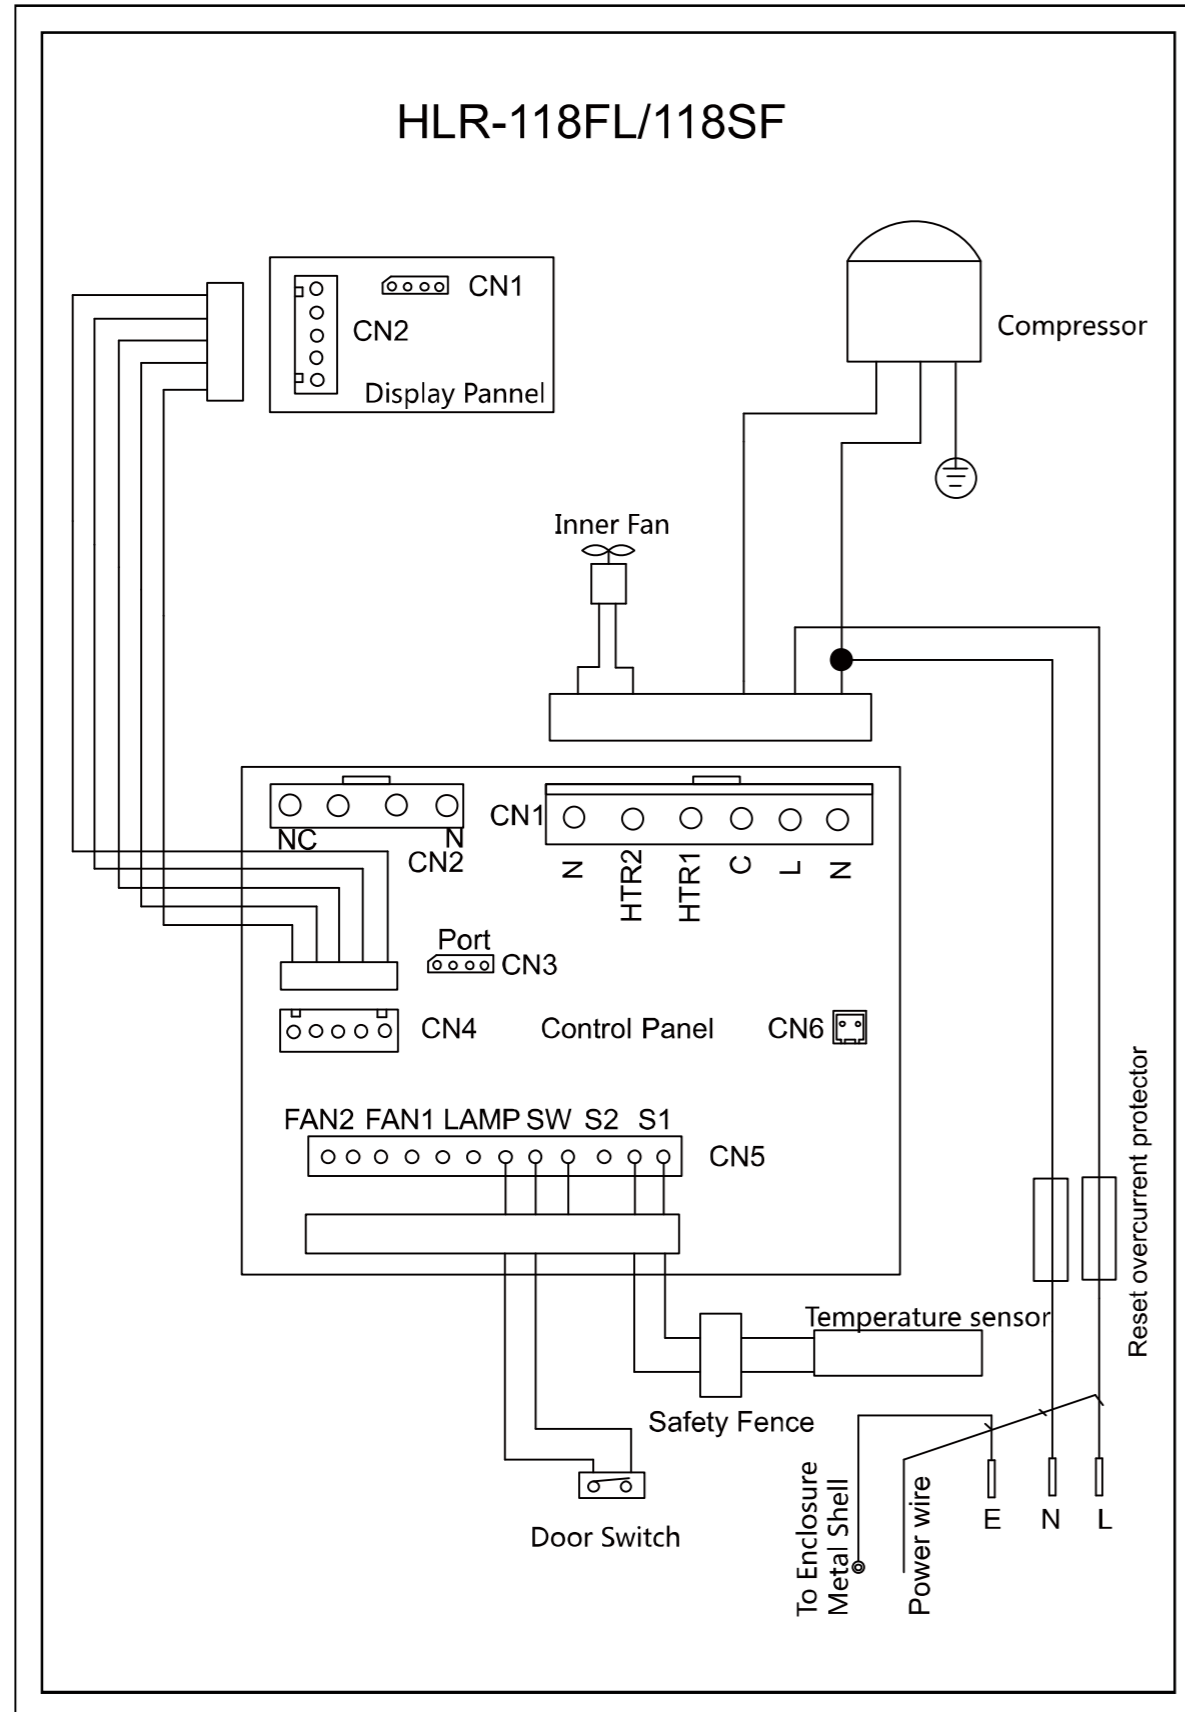 HLR-118FL/118SF
CN1
CN2
Display Pannel
Compressor
Inner Fan
NC
N
CN2
CN1
N
HTR2
HTR1
C
L
N
Port
CN3
CN4
Control Panel
CN6
FAN2 FAN1 LAMP SW S2 S1
CN5
Reset overcurrent protector
Temperature sensor
Safety Fence
Door Switch
To Enclosure
Metal Shell
Power wire
E N L